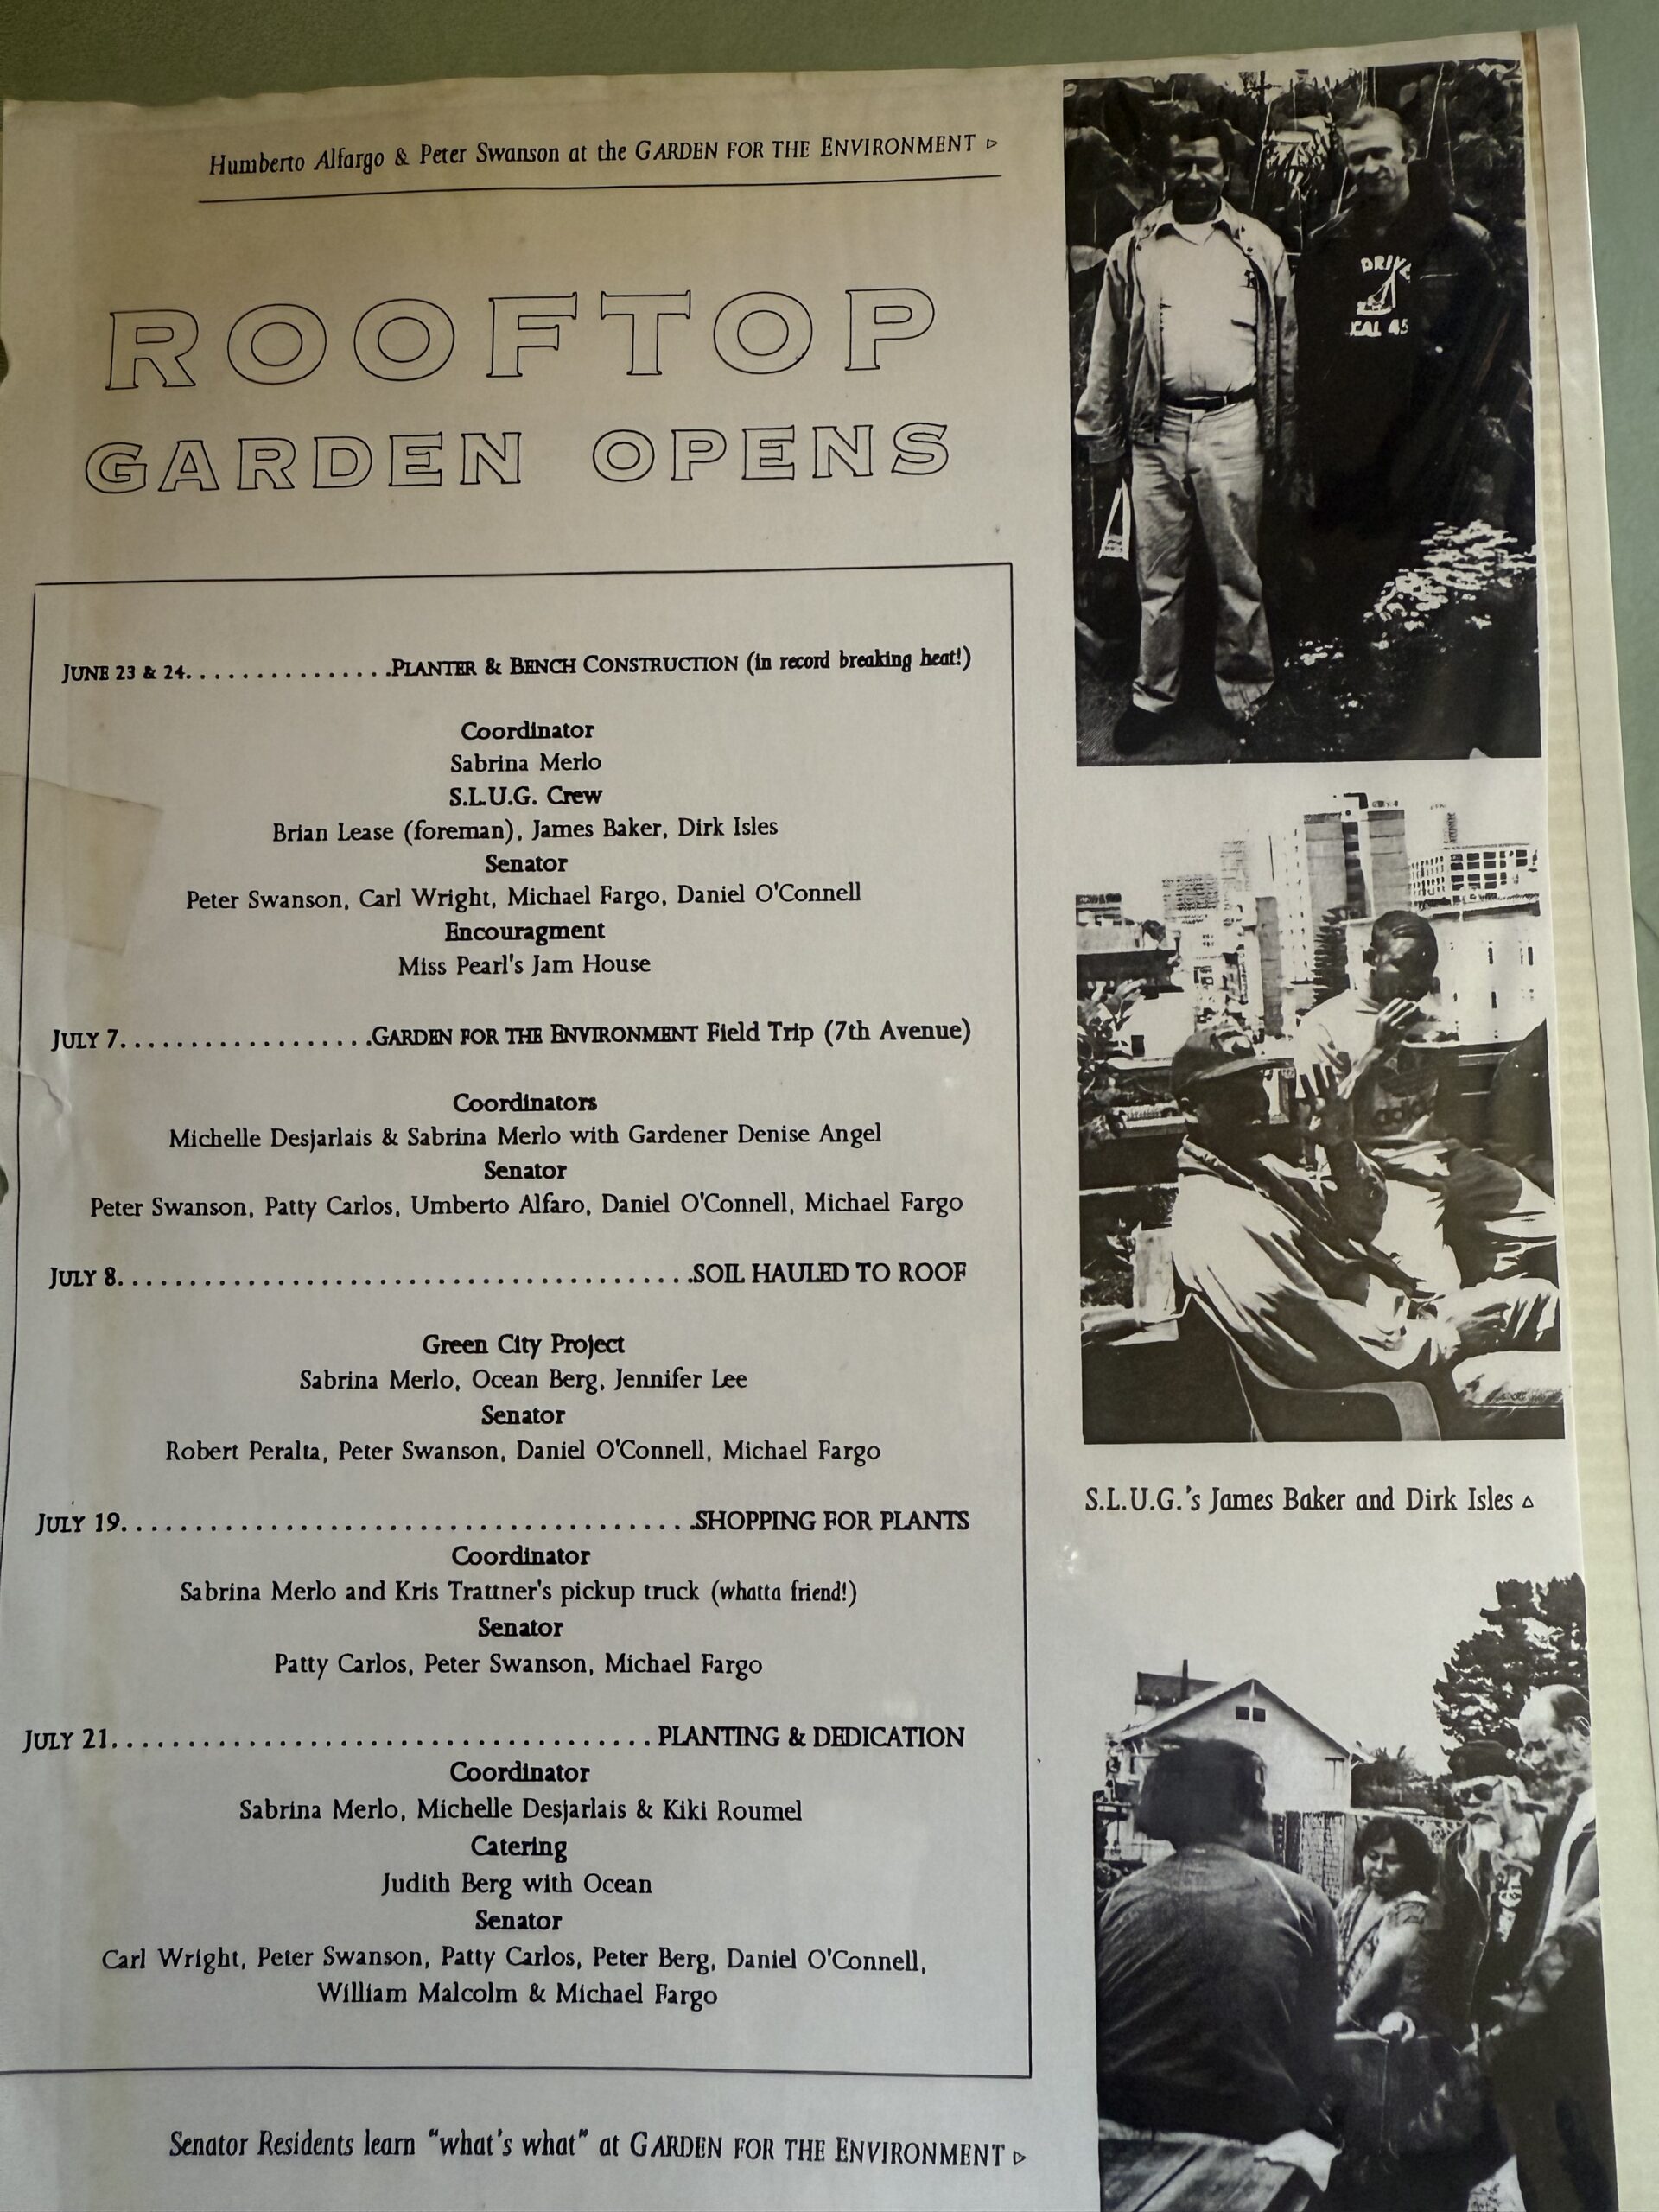 Humberto Alfargo & Peter Swanson at the GARDEN FOR THE ENVIRONMENT ▷
ROOFTOP
GARDEN OPENS
JUNE 23 & 24................PLANTER & BENCH CONSTRUCTION (in record breaking heat!)
Coordinator
Sabrina Merlo
S.L.U.G. Crew
Brian Lease (foreman), James Baker, Dirk Isles
Senator
Peter Swanson, Carl Wright, Michael Fargo, Daniel O'Connell
Encouragment
Miss Pearl's Jam House
JULY 7...................GARDEN FOR THE ENVIRONMENT Field Trip (7th Avenue)
Coordinators
Michelle Desjarlais & Sabrina Merlo with Gardener Denise Angel
Senator
Peter Swanson, Patty Carlos, Umberto Alfaro, Daniel O'Connell, Michael Fargo
JULY 8.........................................SOIL HAULED TO ROOF
Green City Project
Sabrina Merlo, Ocean Berg, Jennifer Lee
Senator
Robert Peralta, Peter Swanson, Daniel O'Connell, Michael Fargo
JULY 19........................................SHOPPING FOR PLANTS
Coordinator
Sabrina Merlo and Kris Trattner's pickup truck (whatta friend!)
Senator
Patty Carlos, Peter Swanson, Michael Fargo
JULY 21.....................................PLANTING & DEDICATION
Coordinator
Sabrina Merlo, Michelle Desjarlais & Kiki Roumel
Catering
Judith Berg with Ocean
Senator
Carl Wright, Peter Swanson, Patty Carlos, Peter Berg, Daniel O'Connell,
William Malcolm & Michael Fargo
Senator Residents learn "what's what" at GARDEN FOR THE ENVIRONMENT ▷
DRIVE
CAL 45
adidas
S.L.U.G.'s James Baker and Dirk Isles △